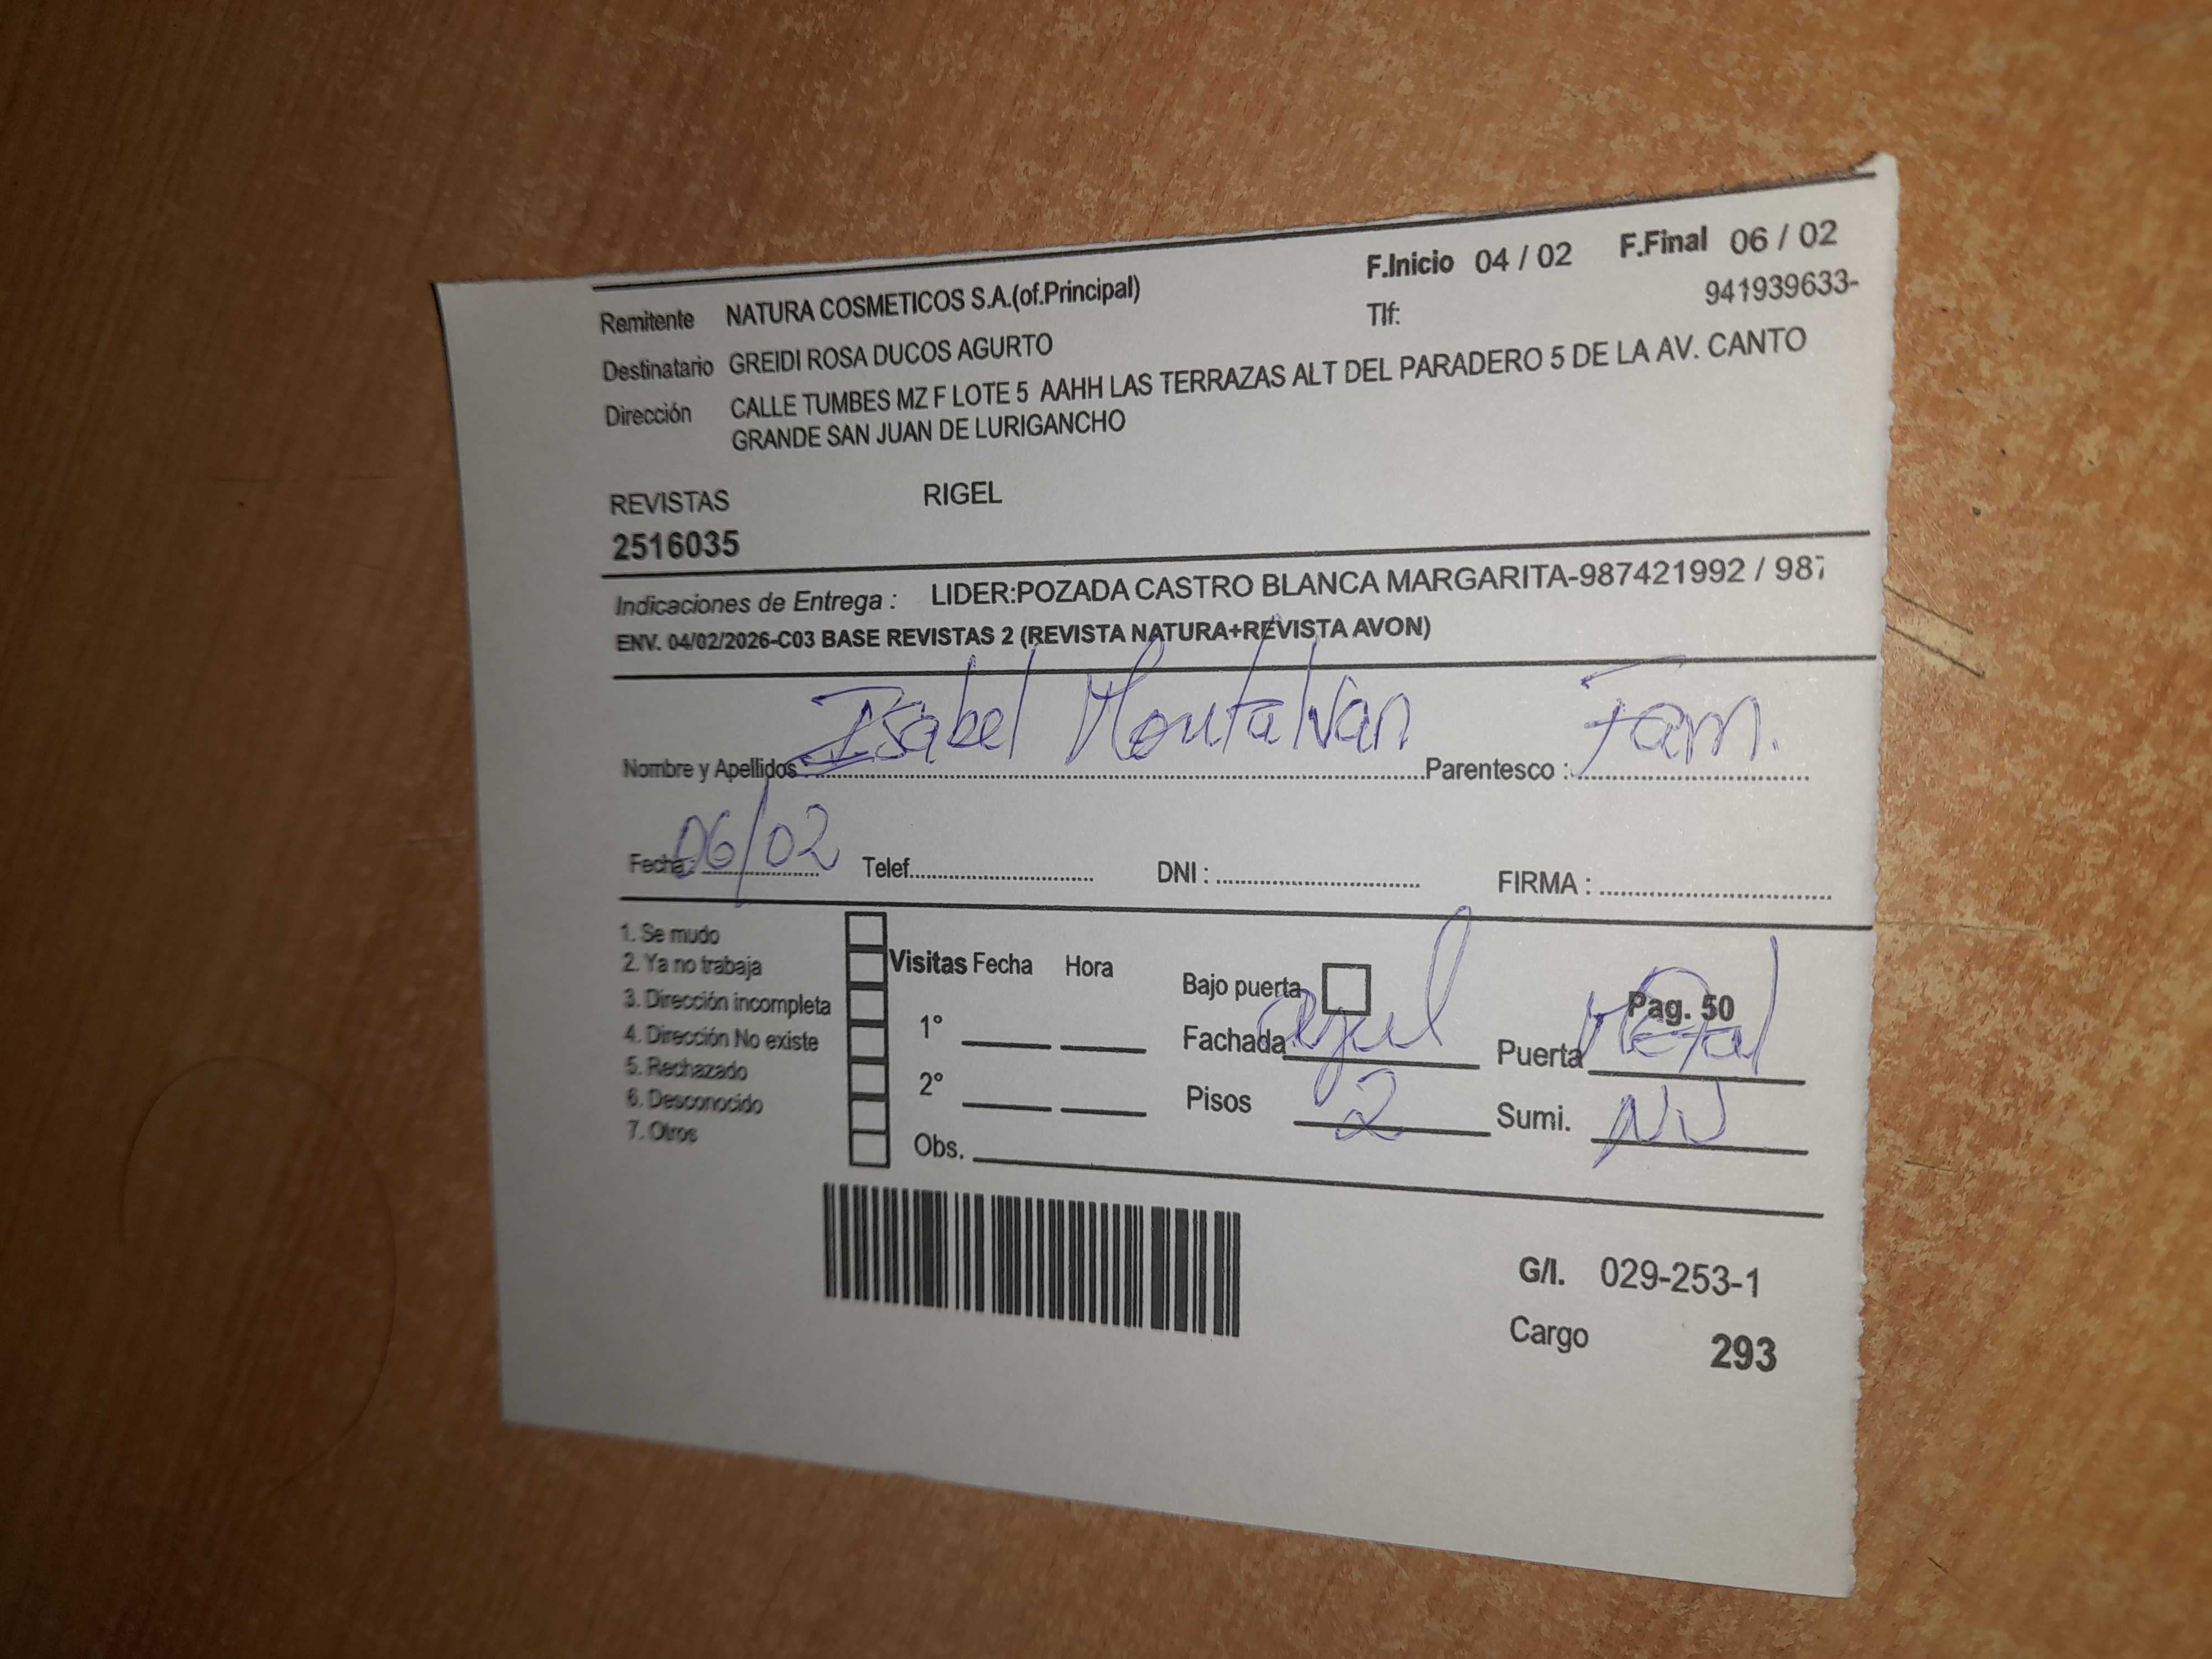 F.Inicio 04 / 02 F.Final 06 / 02
Remitente NATURA COSMETICOS S.A.(of.Principal) Tlf: 941939633-
Destinatario GREIDI ROSA DUCOS AGURTO
Dirección CALLE TUMBES MZ F LOTE 5 AAHH LAS TERRAZAS ALT DEL PARADERO 5 DE LA AV. CANTO
GRANDE SAN JUAN DE LURIGANCHO
REVISTAS RIGEL
2516035
Indicaciones de Entrega : LIDER:POZADA CASTRO BLANCA MARGARITA-987421992 / 987
ENV. 04/02/2026-C03 BASE REVISTAS 2 (REVISTA NATURA+REVISTA AVON)
Nombre y Apellidos : Isabel Montalvan Parentesco : Fam.
Fecha : 06/02 Telef. DNI : FIRMA :
1. Se mudo
2. Ya no trabaja
3. Dirección incompleta
4. Dirección No existe
5. Rechazado
6. Desconocido
7. Otros
Visitas Fecha Hora
1°
2°
Obs.
Bajo puerta Pag. 50
Fachada azul Puerta Metal
Pisos 2 Sumi.
G/I. 029-253-1
Cargo 293